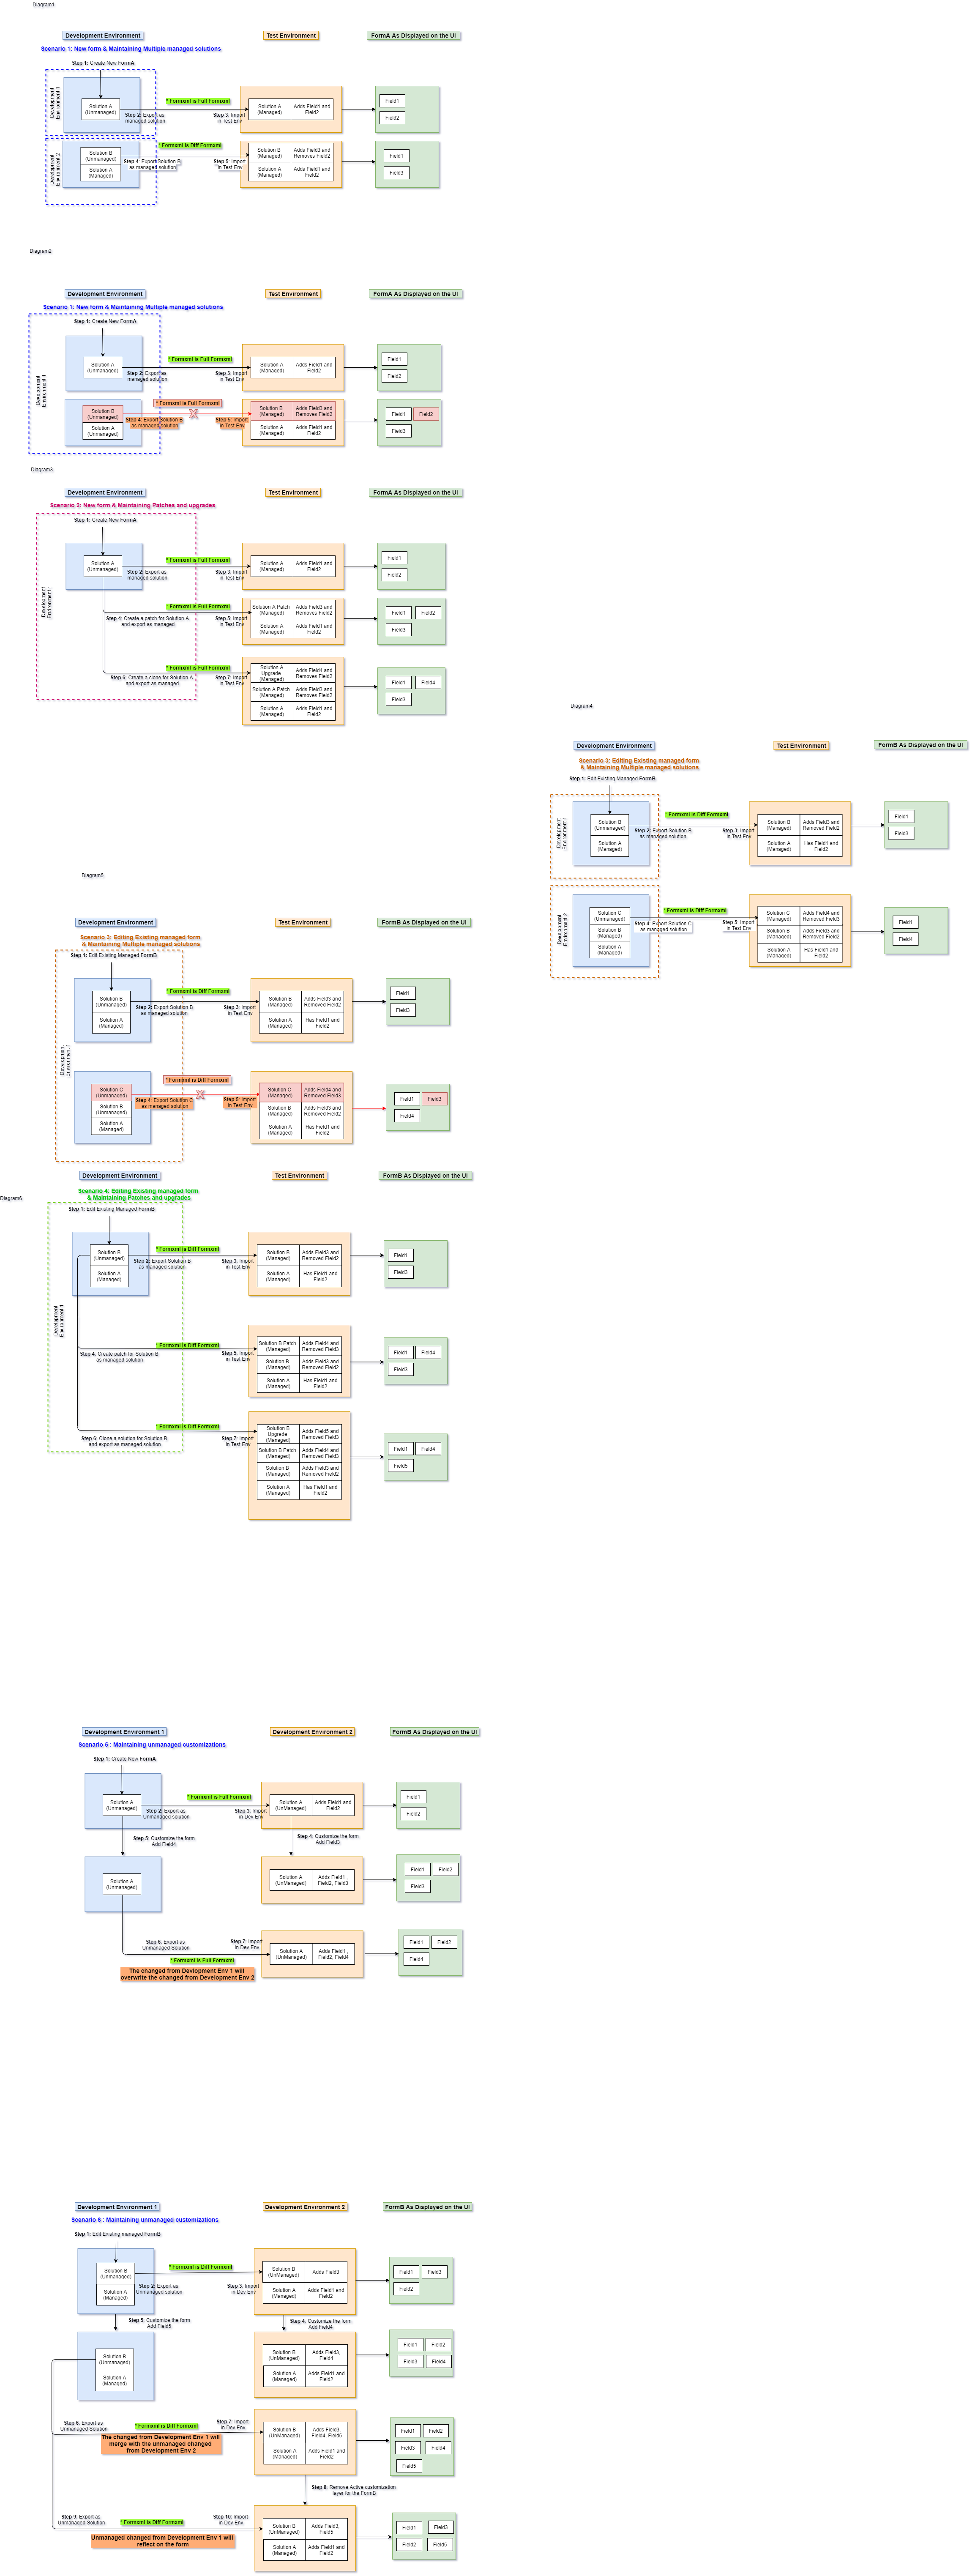 Diagram1
Development Environment
Test Environment
FormA As Displayed on the UI
Scenario 1: New form & Maintaining Multiple managed solutions
Step 1: Create New FormA
Development
Environment 1
Solution A
(Unmanaged)
* Formxml is Full Formxml
Step 2: Export as
managed solution
Step 3: Import
in Test Env
Solution A
(Managed)
Adds Field1 and
Field2
Field1
Field2
Development
Environment 2
Solution B
(Unmanaged)
Solution A
(Managed)
* Formxml is Diff Formxml
Step 4: Export Solution B
as managed solution
Step 5: Import
in Test Env
Solution B
(Managed)
Adds Field3 and
Removes Field2
Solution A
(Managed)
Adds Field1 and
Field2
Field1
Field3
Diagram2
Development Environment
Test Environment
FormA As Displayed on the UI
Scenario 1: New form & Maintaining Multiple managed solutions
Step 1: Create New FormA
Development
Environment 1
Solution A
(Unmanaged)
* Formxml is Full Formxml
Step 2: Export as
managed solution
Step 3: Import
in Test Env
Solution A
(Managed)
Adds Field1 and
Field2
Field1
Field2
Solution B
(Unmanaged)
Solution A
(Unmanaged)
* Formxml is Full Formxml
X
Step 4: Export Solution B
as managed solution
Step 5: Import
in Test Env
Solution B
(Managed)
Adds Field3 and
Removes Field2
Solution A
(Managed)
Adds Field1 and
Field2
Field1
Field2
Field3
Diagram3
Development Environment
Test Environment
FormA As Displayed on the UI
Scenario 2: New form & Maintaining Patches and upgrades
Step 1: Create New FormA
Development
Environment 1
Solution A
(Unmanaged)
* Formxml is Full Formxml
Step 2: Export as
managed solution
Step 3: Import
in Test Env
Solution A
(Managed)
Adds Field1 and
Field2
Field1
Field2
* Formxml is Full Formxml
Step 4: Create a patch for Solution A
and export as managed
Step 5: Import
in Test Env
Solution A Patch
(Managed)
Adds Field3 and
Removes Field2
Solution A
(Managed)
Adds Field1 and
Field2
Field1
Field2
Field3
* Formxml is Full Formxml
Step 6: Create a clone for Solution A
and export as managed
Step 7: Import
in Test Env
Solution A
Upgrade
(Managed)
Adds Field4 and
Removes Field2
Solution A Patch
(Managed)
Adds Field3 and
Removes Field2
Solution A
(Managed)
Adds Field1 and
Field2
Field1
Field4
Field3
Diagram4
Development Environment
Test Environment
FormB As Displayed on the UI
Scenario 3: Editing Existing managed form
& Maintaining Multiple managed solutions
Step 1: Edit Existing Managed FormB
Development
Environment 1
Solution B
(Unmanaged)
Solution A
(Managed)
* Formxml is Diff Formxml
Step 2: Export Solution B
as managed solution
Step 3: Import
in Test Env
Solution B
(Managed)
Adds Field3 and
Removed Field2
Solution A
(Managed)
Has Field1 and
Field2
Field1
Field3
Development
Environment 2
Solution C
(Unmanaged)
Solution B
(Managed)
Solution A
(Managed)
* Formxml is Diff Formxml
Step 4: Export Solution C
as managed solution
Step 5: Import
in Test Env
Solution C
(Managed)
Adds Field4 and
Removed Field3
Solution B
(Managed)
Adds Field3 and
Removed Field2
Solution A
(Managed)
Has Field1 and
Field2
Field1
Field4
Diagram5
Development Environment
Test Environment
FormB As Displayed on the UI
Scenario 3: Editing Existing managed form
& Maintaining Multiple managed solutions
Step 1: Edit Existing Managed FormB
Development
Environment 1
Solution B
(Unmanaged)
Solution A
(Managed)
* Formxml is Diff Formxml
Step 2: Export Solution B
as managed solution
Step 3: Import
in Test Env
Solution B
(Managed)
Adds Field3 and
Removed Field2
Solution A
(Managed)
Has Field1 and
Field2
Field1
Field3
Solution C
(Unmanaged)
Solution B
(Unmanaged)
Solution A
(Managed)
* Formxml is Diff Formxml
X
Step 4: Export Solution C
as managed solution
Step 5: Import
in Test Env
Solution C
(Managed)
Adds Field4 and
Removed Field3
Solution B
(Managed)
Adds Field3 and
Removed Field2
Solution A
(Managed)
Has Field1 and
Field2
Field1
Field3
Field4
Diagram6
Development Environment
Test Environment
FormB As Displayed on the UI
Scenario 4: Editing Existing managed form
& Maintaining Patches and upgrades
Step 1: Edit Existing Managed FormB
Development
Environment 1
Solution B
(Unmanaged)
Solution A
(Managed)
* Formxml is Diff Formxml
Step 2: Export Solution B
as managed solution
Step 3: Import
in Test Env
Solution B
(Managed)
Adds Field3 and
Removed Field2
Solution A
(Managed)
Has Field1 and
Field2
Field1
Field3
* Formxml is Diff Formxml
Step 4: Create patch for Solution B
as managed solution
Step 5: Import
in Test Env
Solution B Patch
(Managed)
Adds Field4 and
Removed Field3
Solution B
(Managed)
Adds Field3 and
Removed Field2
Solution A
(Managed)
Has Field1 and
Field2
Field1
Field4
Field3
* Formxml is Diff Formxml
Step 6: Clone a solution for Solution B
and export as managed solution
Step 7: Import
in Test Env
Solution B
Upgrade
(Managed)
Adds Field5 and
Removed Field3
Solution B Patch
(Managed)
Adds Field4 and
Removed Field3
Solution B
(Managed)
Adds Field3 and
Removed Field2
Solution A
(Managed)
Has Field1 and
Field2
Field1
Field4
Field5
Development Environment 1
Development Environment 2
FormB As Displayed on the UI
Scenario 5 : Maintaining unmanaged customizations
Step 1: Create New FormA
Solution A
(Unmanaged)
* Formxml is Full Formxml
Step 2: Export as
Unmanaged solution
Step 3: Import
in Dev Env
Solution A
(UnManaged)
Adds Field1 and
Field2
Field1
Field2
Step 5: Customize the form
Add Field4
Step 4: Customize the form
Add Field3
Solution A
(Unmanaged)
Solution A
(UnManaged)
Adds Field1 ,
Field2, Field3
Field1
Field2
Field3
Step 6: Export as
Unmanaged Solution
Step 7: Import
in Dev Env
* Formxml is Full Formxml
Solution A
(UnManaged)
Adds Field1 ,
Field2, Field4
Field1
Field2
Field4
The changed from Devlopment Env 1 will
overwrite the changed from Development Env 2
Development Environment 1
Development Environment 2
FormB As Displayed on the UI
Scenario 6 : Maintaining unmanaged customizations
Step 1: Edit Existing managed FormB
Solution B
(Unmanaged)
Solution A
(Managed)
* Formxml is Diff Formxml
Step 2: Export as
Unmanaged solution
Step 3: Import
in Dev Env
Solution B
(UnManaged)
Adds Field3
Solution A
(Managed)
Adds Field1 and
Field2
Field1
Field3
Field2
Step 5: Customize the form
Add Field5
Step 4: Customize the form
Add Field4
Solution B
(Unmanaged)
Solution A
(Managed)
Solution B
(UnManaged)
Adds Field3,
Field4
Solution A
(Managed)
Adds Field1 and
Field2
Field1
Field2
Field3
Field4
Step 6: Export as
Unmanaged Solution
* Formxml is Diff Formxml
Step 7: Import
in Dev Env
The changed from Development Env 1 will
merge with the unmanaged changed
from Development Env 2
Solution B
(UnManaged)
Adds Field3,
Field4, Field5
Solution A
(Managed)
Adds Field1 and
Field2
Field1
Field2
Field3
Field4
Field5
Step 8: Remove Active customization
layer for the FormB
Step 9: Export as
Unmanaged Solution
* Formxml is Diff Formxml
Step 10: Import
in Dev Env
Unmanaged changed from Development Env 1 will
reflect on the form
Solution B
(UnManaged)
Adds Field3,
Field5
Solution A
(Managed)
Adds Field1 and
Field2
Field1
Field3
Field2
Field5